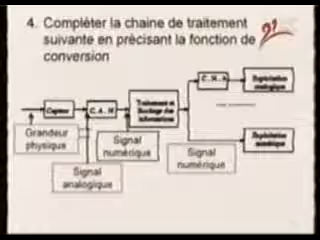 4. Compléter la chaine de traitement
suivante en précisant la fonction de
conversion
C . N . A
Exploitation
analogique
Capteur
C . A . N
Traitement et
Stockage des
informations
Grandeur
physique
Signal
numérique
Signal
analogique
Signal
numérique
Exploitation
numérique